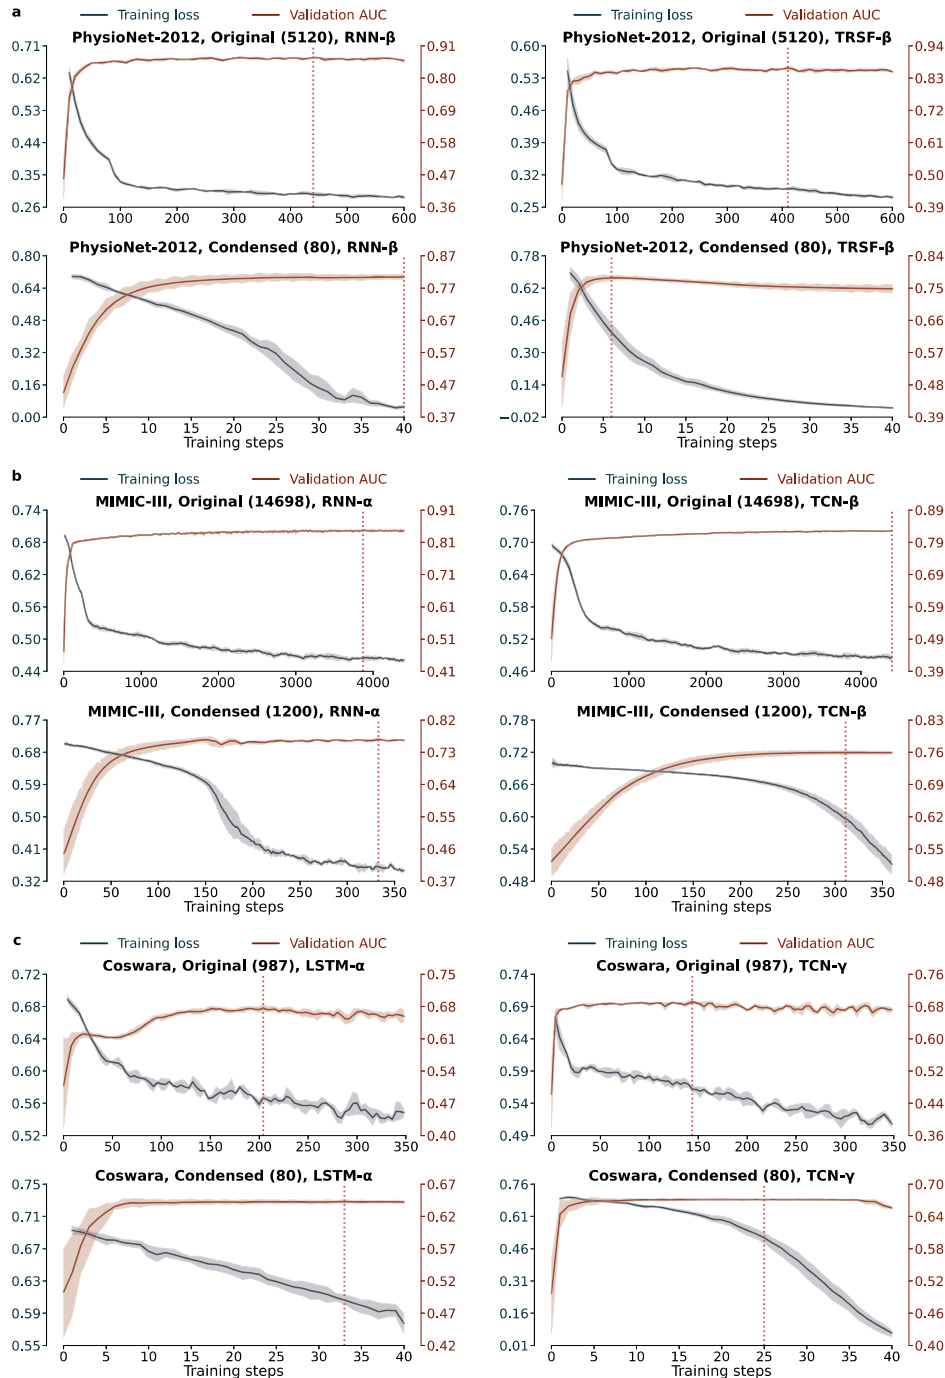 a
Training loss Validation AUC Training loss Validation AUC
PhysioNet-2012, Original (5120), RNN-β PhysioNet-2012, Original (5120), TRSF-β
0.71 0.91 0.60 0.94
0.62 0.80 0.53 0.83
0.53 0.69 0.46 0.72
0.44 0.58 0.39 0.61
0.35 0.47 0.32 0.50
0.26 0.36 0.25 0.39
0 100 200 300 400 500 600 0 100 200 300 400 500 600
PhysioNet-2012, Condensed (80), RNN-β PhysioNet-2012, Condensed (80), TRSF-β
0.80 0.87 0.78 0.84
0.64 0.77 0.62 0.75
0.48 0.67 0.46 0.66
0.32 0.57 0.30 0.57
0.16 0.47 0.14 0.48
0.00 0.37 −0.02 0.39
0 5 10 15 20 25 30 35 40 0 5 10 15 20 25 30 35 40
Training steps Training steps
b
Training loss Validation AUC Training loss Validation AUC
MIMIC-III, Original (14698), RNN-α MIMIC-III, Original (14698), TCN-β
0.74 0.91 0.76 0.89
0.68 0.81 0.70 0.79
0.62 0.71 0.64 0.69
0.56 0.61 0.58 0.59
0.50 0.51 0.52 0.49
0.44 0.41 0.46 0.39
0 1000 2000 3000 4000 0 1000 2000 3000 4000
MIMIC-III, Condensed (1200), RNN-α MIMIC-III, Condensed (1200), TCN-β
0.77 0.82 0.78 0.83
0.68 0.73 0.72 0.76
0.59 0.64 0.66 0.69
0.50 0.55 0.60 0.62
0.41 0.46 0.54 0.55
0.32 0.37 0.48 0.48
0 50 100 150 200 250 300 350 0 50 100 150 200 250 300 350
Training steps Training steps
c
Training loss Validation AUC Training loss Validation AUC
Coswara, Original (987), LSTM-α Coswara, Original (987), TCN-γ
0.72 0.75 0.74 0.76
0.68 0.68 0.69 0.68
0.64 0.61 0.64 0.60
0.60 0.54 0.59 0.52
0.56 0.47 0.54 0.44
0.52 0.40 0.49 0.36
0 50 100 150 200 250 300 350 0 50 100 150 200 250 300 350
Coswara, Condensed (80), LSTM-α Coswara, Condensed (80), TCN-γ
0.75 0.67 0.76 0.70
0.71 0.62 0.61 0.64
0.67 0.57 0.46 0.58
0.63 0.52 0.31 0.52
0.59 0.47 0.16 0.46
0.55 0.42 0.01 0.40
0 5 10 15 20 25 30 35 40 0 5 10 15 20 25 30 35 40
Training steps Training steps